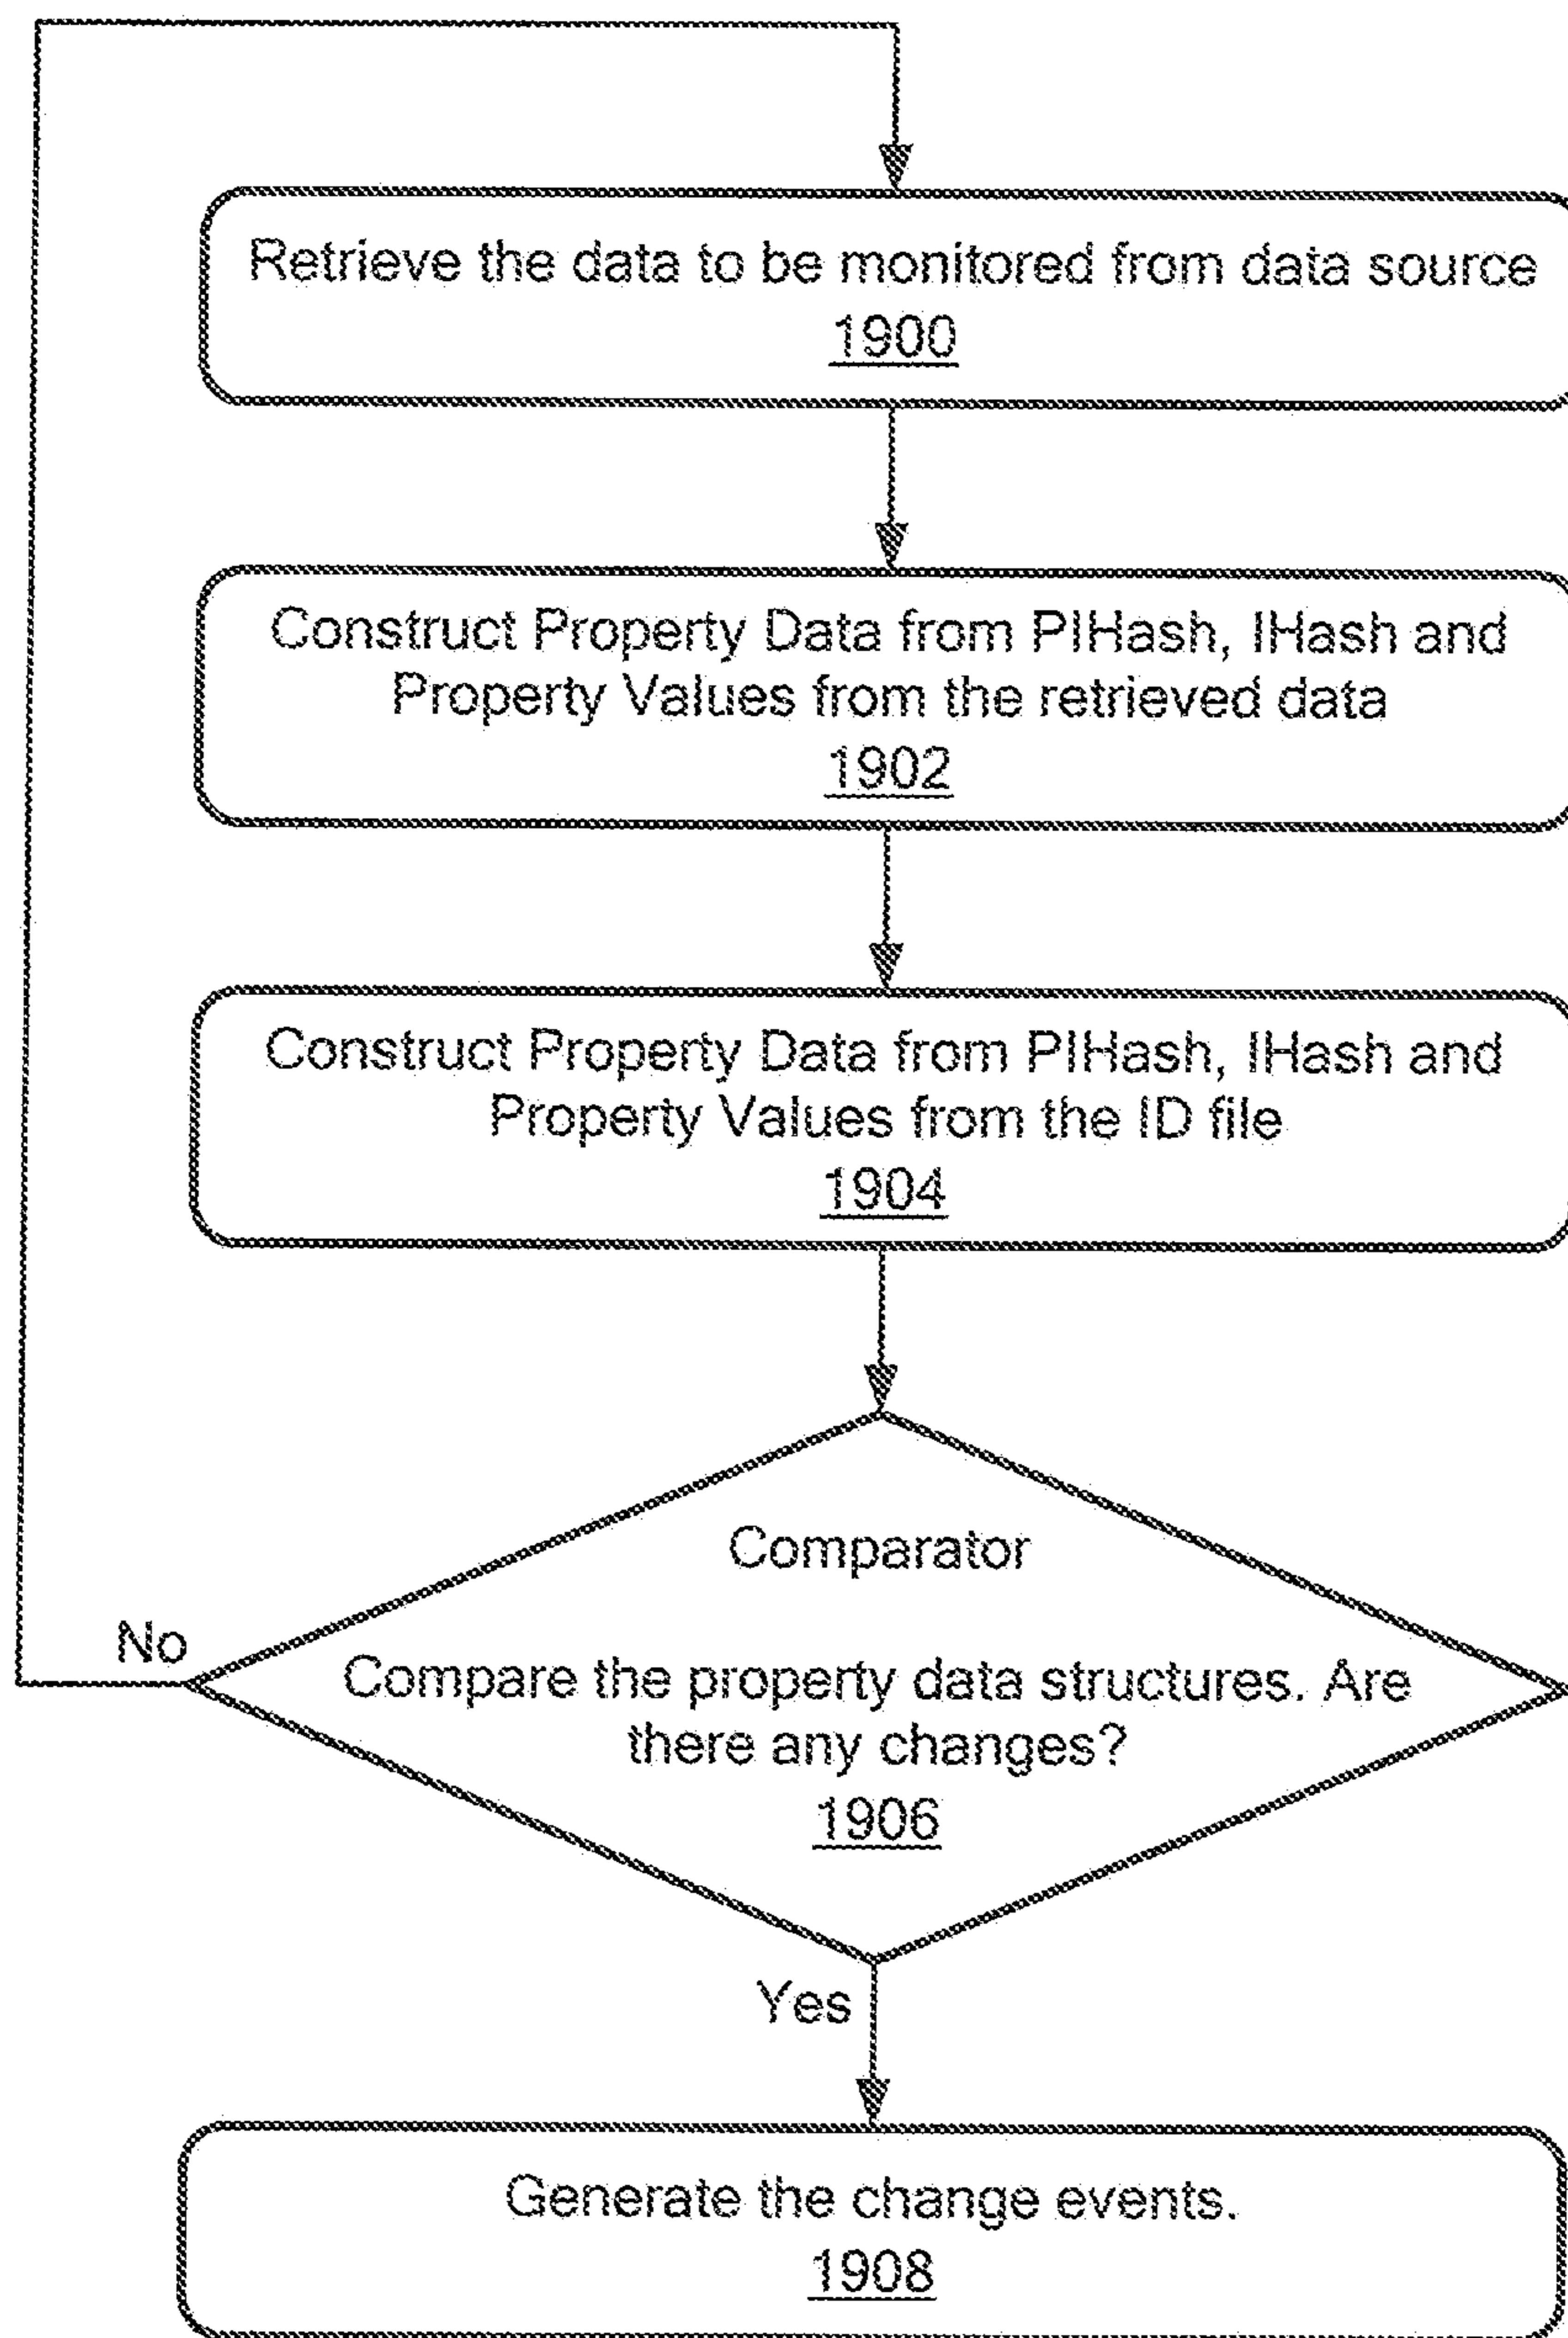 Retrieve the data to be monitored from data source
1900
Construct Property Data from PIHash, IHash and
Property Values from the retrieved data
1902
Construct Property Data from PIHash, IHash and
Property Values from the ID file
1904
Comparator
No
Compare the property data structures. Are
there any changes?
1906
Yes
Generate the change events.
1908